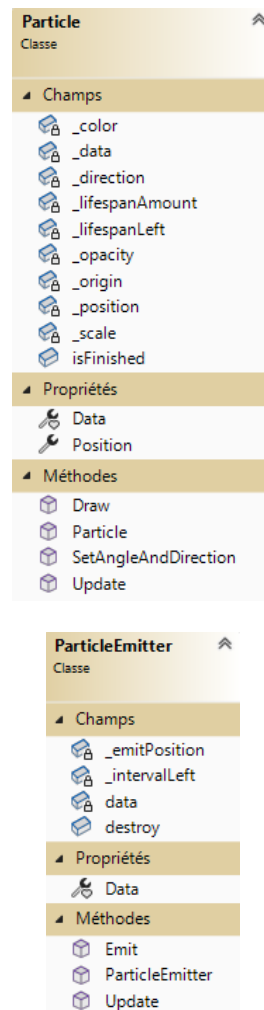 Particle
Classe
Champs
_color
_data
_direction
_lifespanAmount
_lifespanLeft
_opacity
_origin
_position
_scale
isFinished
Propriétés
Data
Position
Méthodes
Draw
Particle
SetAngleAndDirection
Update
ParticleEmitter
Classe
Champs
_emitPosition
_intervalLeft
data
destroy
Propriétés
Data
Méthodes
Emit
ParticleEmitter
Update